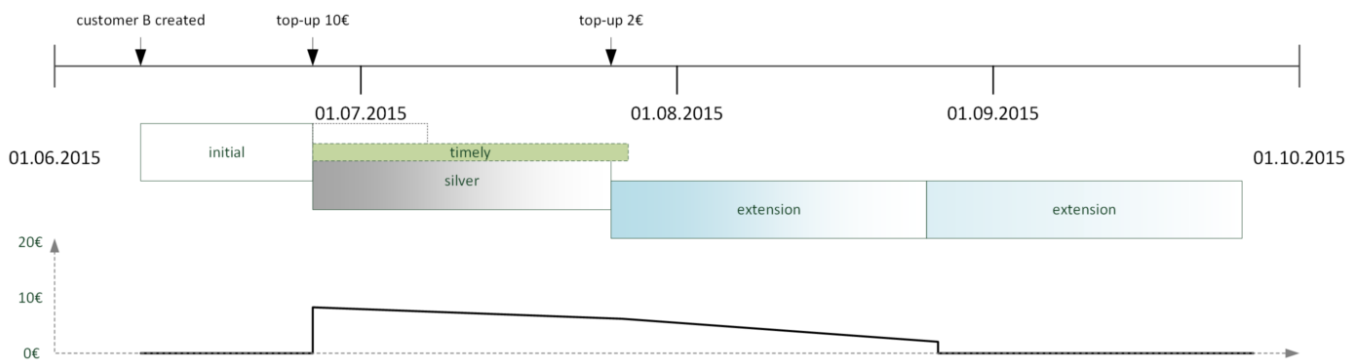 customer B created
top-up 10€
top-up 2€
01.07.2015
01.08.2015
01.09.2015
01.06.2015
initial
timely
01.10.2015
silver
extension
extension
20€
10€
0€